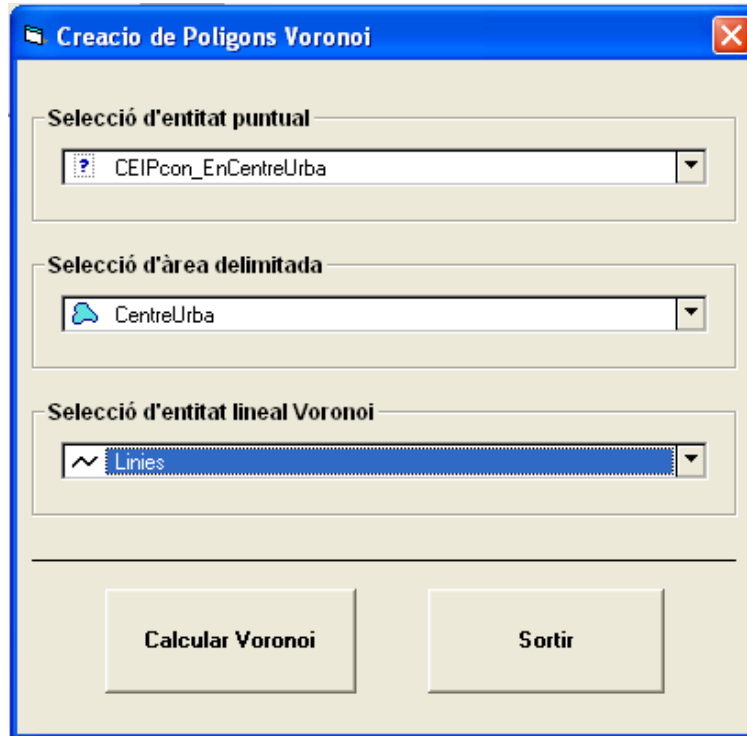 Creacio de Poligons Voronoi
Selecció d'entitat puntual
CEIPcon_EnCentreUrba
Selecció d'àrea delimitada
CentreUrba
Selecció d'entitat lineal Voronoi
Linies
Calcular Voronoi
Sortir